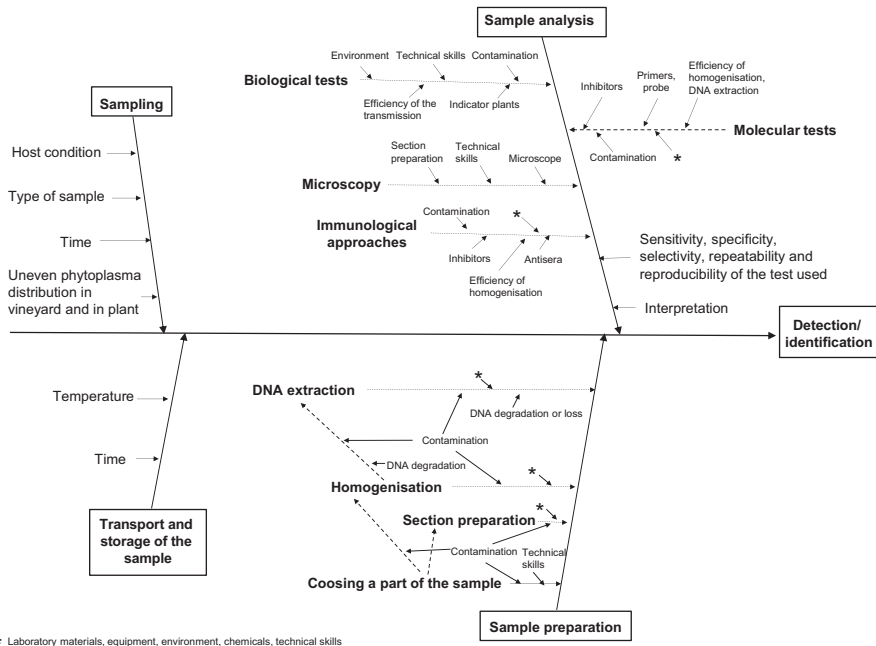 Sample analysis
Environment
Technical skills
Contamination
Biological tests
Efficiency of the
transmission
Indicator plants
Efficiency of
homogenisation,
DNA extraction
Primers,
probe
Inhibitors
Molecular tests
Contamination
*
Sampling
Host condition
Type of sample
Time
Uneven phytoplasma
distribution in
vineyard and in plant
Section
preparation
Technical
skills
Microscope
Microscopy
Contamination
*
Immunological
approaches
Inhibitors
Antisera
Efficiency of
homogenisation
Sensitivity, specificity,
selectivity, repeatability and
reproducibility of the test used
Interpretation
Detection/
identification
Temperature
Time
Transport and
storage of the
sample
*
DNA extraction
DNA degradation or loss
Contamination
DNA degradation
*
Homogenisation
*
Section preparation
Contamination
Technical
skills
Coosing a part of the sample
Sample preparation
* Laboratory materials, equipment, environment, chemicals, technical skills